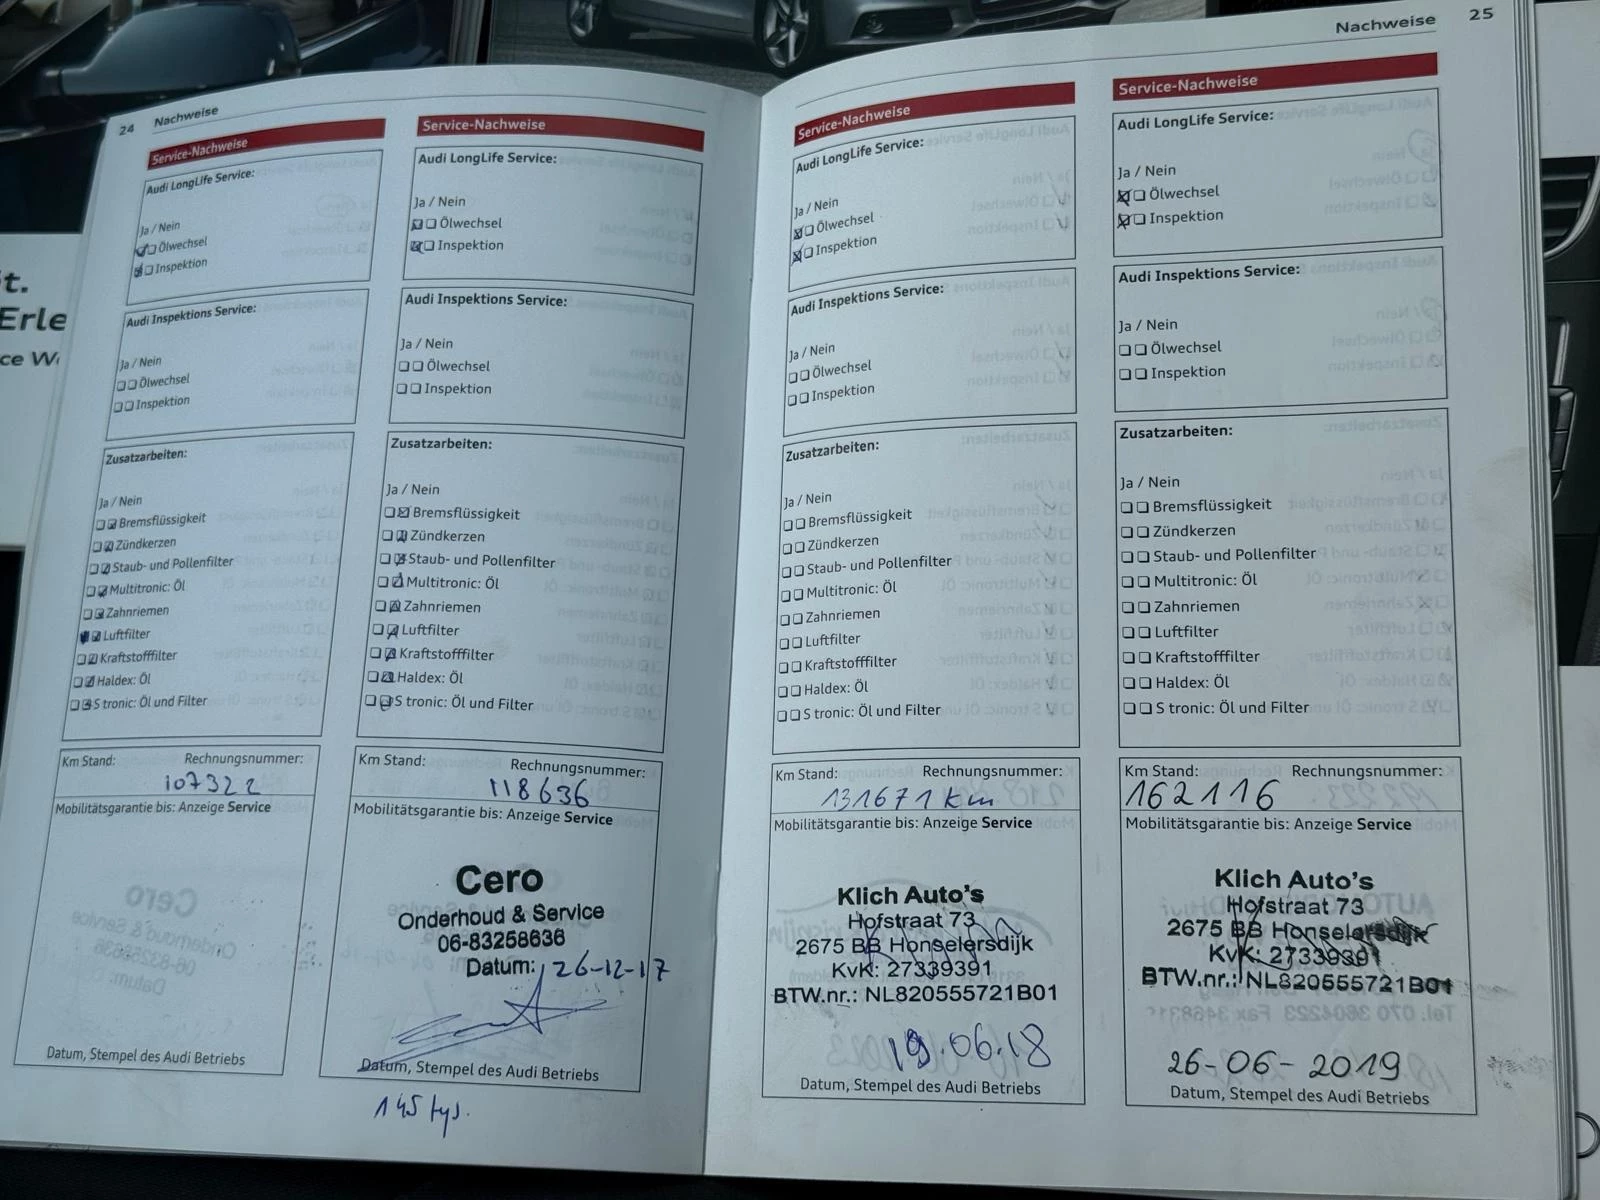 t.
Erle
ce W
24 Nachweise
Service-Nachweise
Audi LongLife Service:
Ja / Nein
Ölwechsel
Inspektion
Audi Inspektions Service:
Ja / Nein
Ölwechsel
Inspektion
Zusatzarbeiten:
Ja / Nein
Bremsflüssigkeit
Zündkerzen
Staub- und Pollenfilter
Multitronic: Öl
Zahnriemen
Luftfilter
Kraftstofffilter
Haldex: Öl
S tronic: Öl und Filter
Km Stand: Rechnungsnummer:
107322
Mobilitätsgarantie bis: Anzeige Service
Datum, Stempel des Audi Betriebs
Service-Nachweise
Audi LongLife Service:
Ja / Nein
Ölwechsel
Inspektion
Audi Inspektions Service:
Ja / Nein
Ölwechsel
Inspektion
Zusatzarbeiten:
Ja / Nein
Bremsflüssigkeit
Zündkerzen
Staub- und Pollenfilter
Multitronic: Öl
Zahnriemen
Luftfilter
Kraftstofffilter
Haldex: Öl
S tronic: Öl und Filter
Km Stand: Rechnungsnummer:
118636
Mobilitätsgarantie bis: Anzeige Service
Cero
Onderhoud & Service
06-83258636
Datum: 26-12-17
Datum, Stempel des Audi Betriebs
145 tys.
Nachweise 25
Service-Nachweise
Audi LongLife Service:
Ja / Nein
Ölwechsel
Inspektion
Audi Inspektions Service:
Ja / Nein
Ölwechsel
Inspektion
Zusatzarbeiten:
Ja / Nein
Bremsflüssigkeit
Zündkerzen
Staub- und Pollenfilter
Multitronic: Öl
Zahnriemen
Luftfilter
Kraftstofffilter
Haldex: Öl
S tronic: Öl und Filter
Km Stand: Rechnungsnummer:
131671 km
Mobilitätsgarantie bis: Anzeige Service
Klich Auto's
Hofstraat 73
2675 BB Honselersdijk
KvK: 27339391
BTW.nr.: NL820555721B01
19.06.18
Datum, Stempel des Audi Betriebs
Service-Nachweise
Audi LongLife Service:
Ja / Nein
Ölwechsel
Inspektion
Audi Inspektions Service:
Ja / Nein
Ölwechsel
Inspektion
Zusatzarbeiten:
Ja / Nein
Bremsflüssigkeit
Zündkerzen
Staub- und Pollenfilter
Multitronic: Öl
Zahnriemen
Luftfilter
Kraftstofffilter
Haldex: Öl
S tronic: Öl und Filter
Km Stand: Rechnungsnummer:
162116
Mobilitätsgarantie bis: Anzeige Service
Klich Auto's
Hofstraat 73
2675 BB Honselersdijk
KvK: 27339391
BTW.nr.: NL820555721B01
26-06-2019
Datum, Stempel des Audi Betriebs